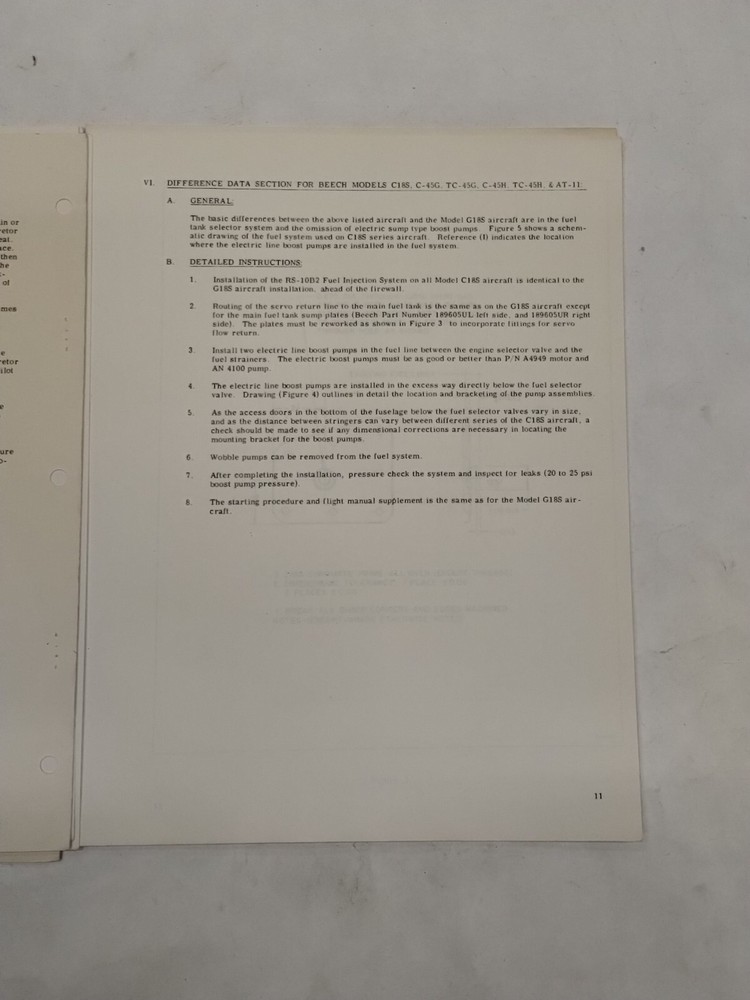 in or
etor
eat.
ace.
then
he
of
mes
e
retor
ilot
e
ure
o-
VI. DIFFERENCE DATA SECTION FOR BEECH MODELS C18S, C-45G, TC-45G, C-45H, TC-45H, & AT-11:
A. GENERAL:
The basic differences between the above listed aircraft and the Model G18S aircraft are in the fuel
tank selector system and the omission of electric sump type boost pumps. Figure 5 shows a schem-
atic drawing of the fuel system used on C18S series aircraft. Reference (1) indicates the location
where the electric line boost pumps are installed in the fuel system.
B. DETAILED INSTRUCTIONS:
1. Installation of the RS-10B2 Fuel Injection System on all Model C18S aircraft is identical to the
G18S aircraft installation, ahead of the firewall.
2. Routing of the servo return line to the main fuel tank is the same as on the G18S aircraft except
for the main fuel tank sump plates (Beech Part Number 189605UL left side, and 189605UR right
side). The plates must be reworked as shown in Figure 3 to incorporate fittings for servo
flow return.
3. Install two electric line boost pumps in the fuel line between the engine selector valve and the
fuel strainers. The electric boost pumps must be as good or better than P/N A4949 motor and
AN 4100 pump.
4. The electric line boost pumps are installed in the excess way directly below the fuel selector
valve. Drawing (Figure 4) outlines in detail the location and bracketing of the pump assemblies.
5. As the access doors in the bottom of the fuselage below the fuel selector valves vary in size,
and as the distance between stringers can vary between different series of the C18S aircraft, a
check should be made to see if any dimensional corrections are necessary in locating the
mounting bracket for the boost pumps.
6. Wobble pumps can be removed from the fuel system.
7. After completing the installation, pressure check the system and inspect for leaks (20 to 25 psi
boost pump pressure).
8. The starting procedure and flight manual supplement is the same as for the Model G18S air-
craft.
11